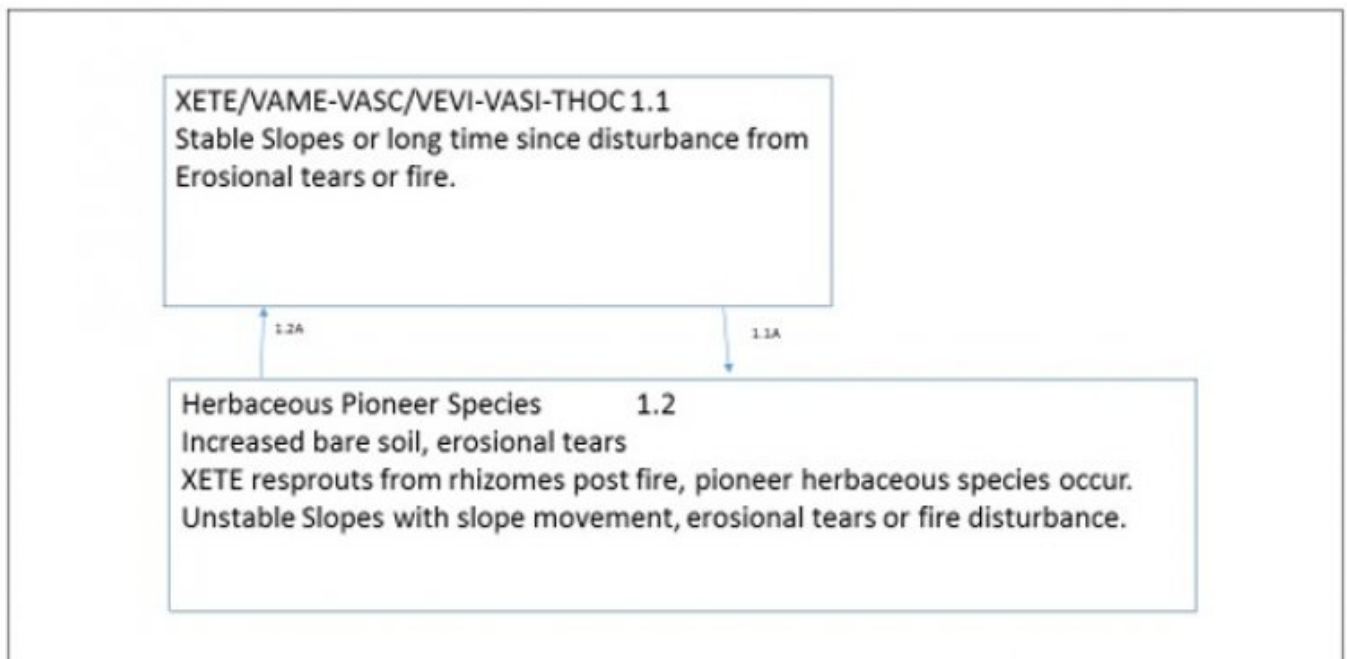 XETE/VAME-VASC/VEVI-VASI-THOC 1.1
Stable Slopes or long time since disturbance from
Erosional tears or fire.
1.2A
1.1A
Herbaceous Pioneer Species 1.2
Increased bare soil, erosional tears
XETE resprouts from rhizomes post fire, pioneer herbaceous species occur.
Unstable Slopes with slope movement, erosional tears or fire disturbance.